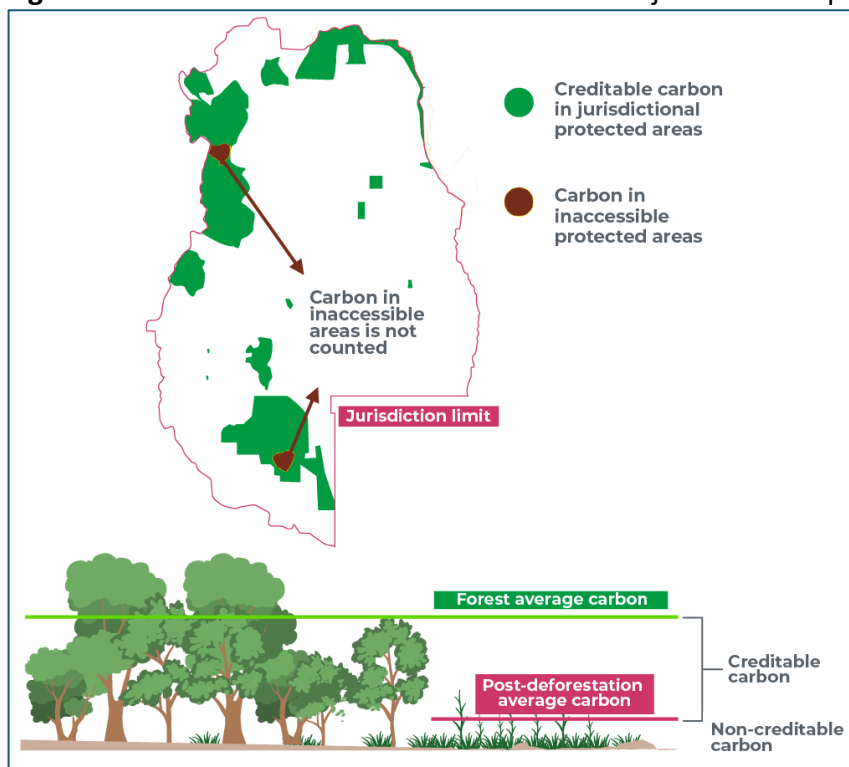 Creditable carbon
in jurisdictional
protected areas
Carbon in
inaccessible
protected areas
Carbon in
inaccessible
areas is not
counted
Jurisdiction limit
Forest average carbon
Post-deforestation
average carbon
Creditable
carbon
Non-creditable
carbon